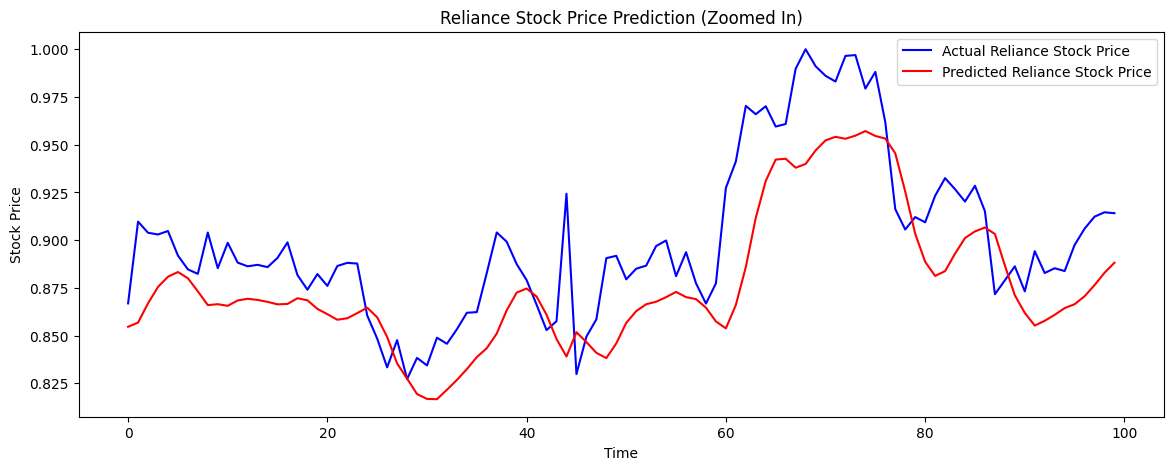 Reliance Stock Price Prediction (Zoomed In)
Actual Reliance Stock Price
Predicted Reliance Stock Price
Stock Price
1.000
0.975
0.950
0.925
0.900
0.875
0.850
0.825
0 20 40 60 80 100
Time